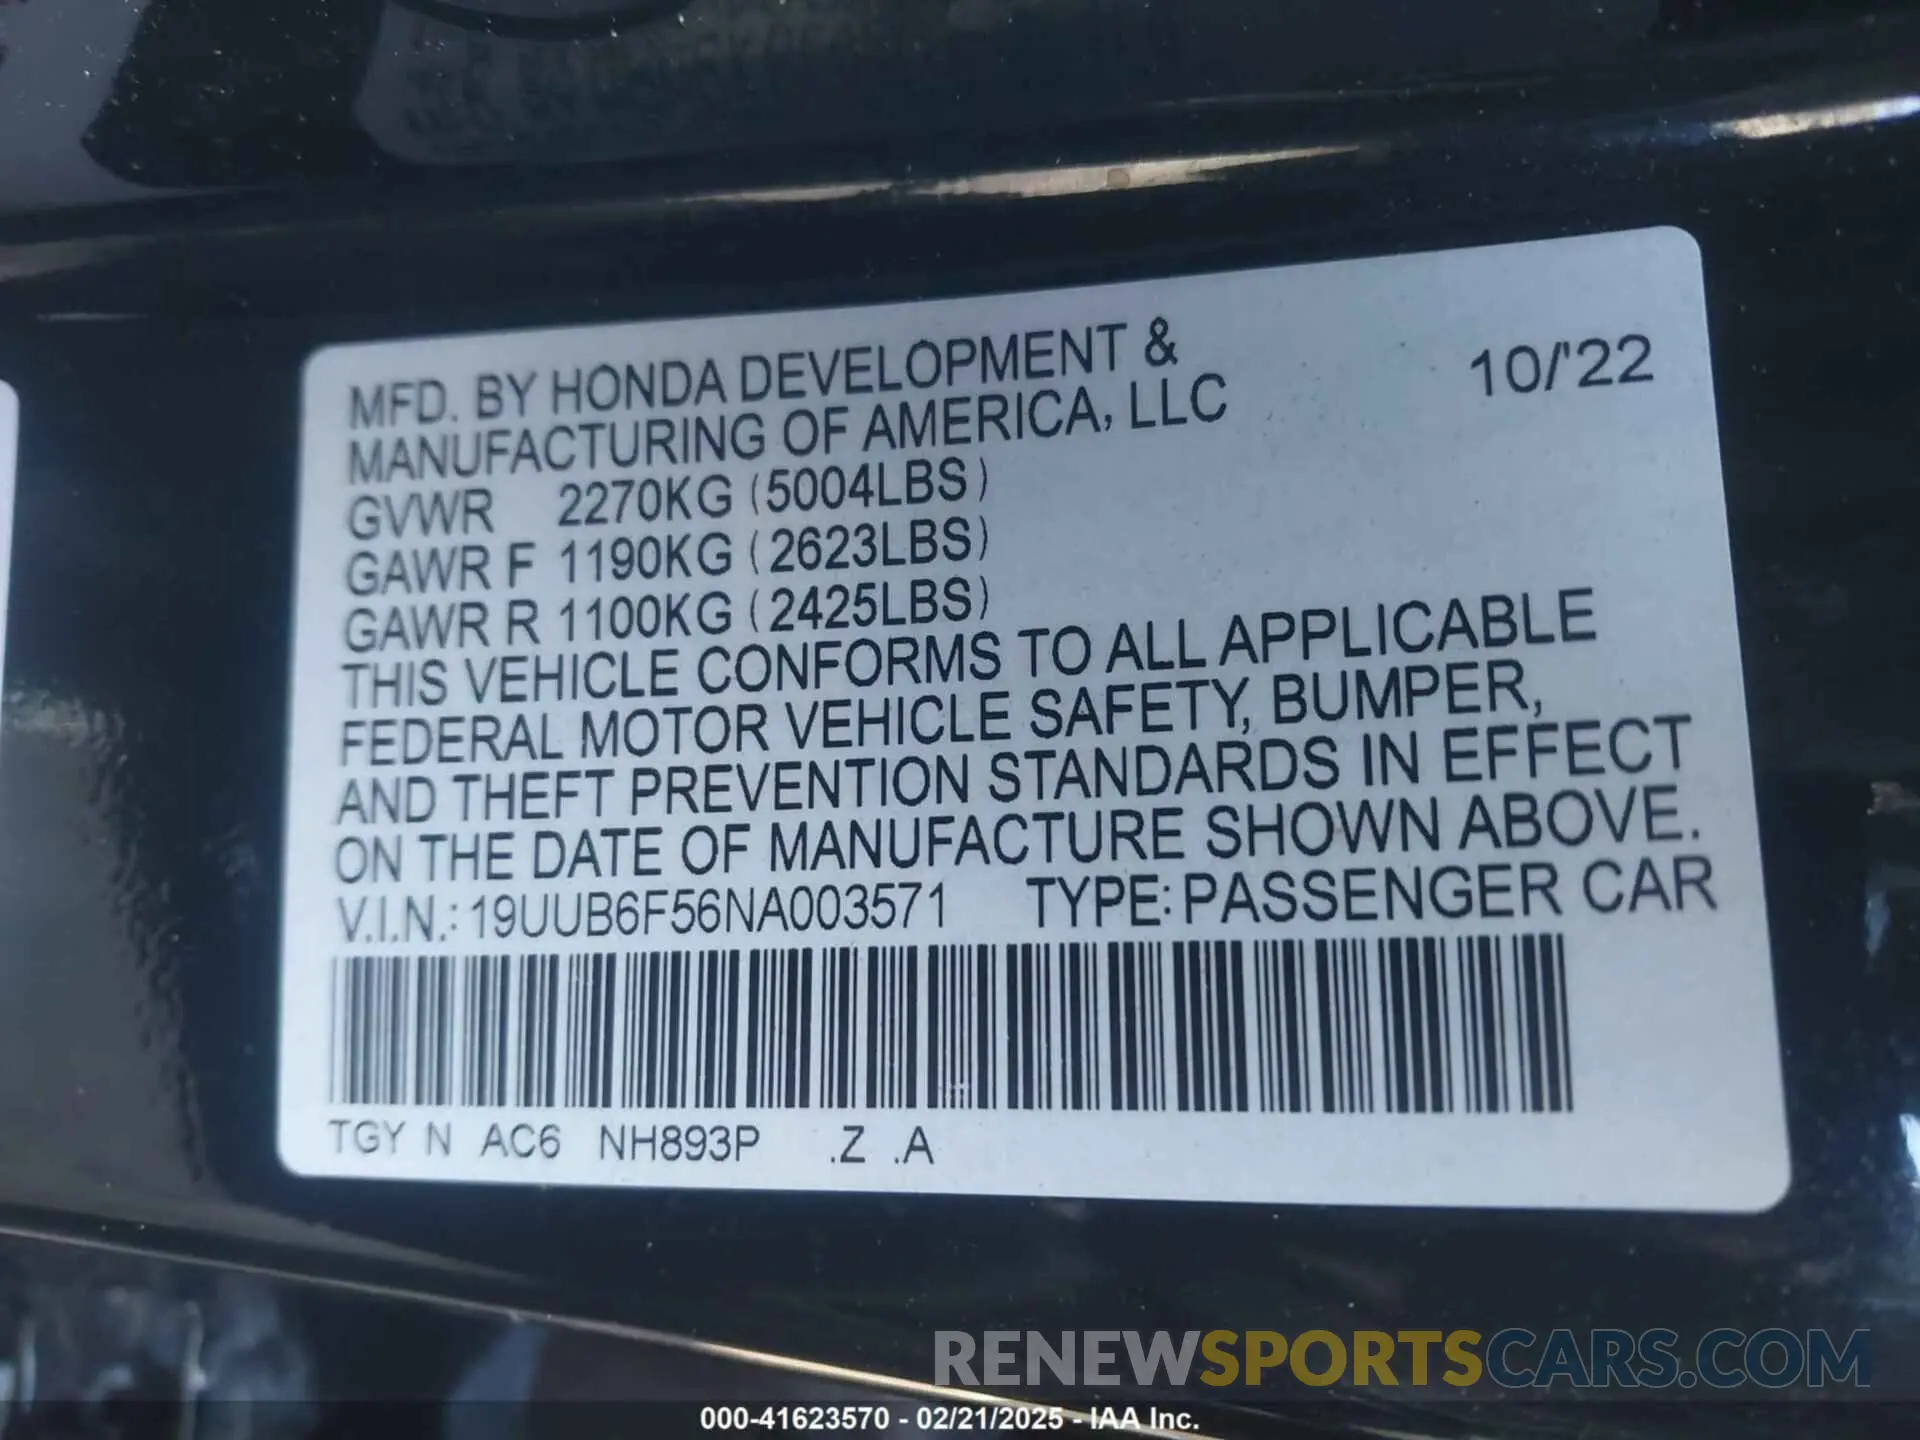 MFD. BY HONDA DEVELOPMENT &
MANUFACTURING OF AMERICA, LLC
10/'22
GVWR 2270KG (5004LBS)
GAWR F 1190KG (2623LBS)
GAWR R 1100KG (2425LBS)
THIS VEHICLE CONFORMS TO ALL APPLICABLE
FEDERAL MOTOR VEHICLE SAFETY, BUMPER,
AND THEFT PREVENTION STANDARDS IN EFFECT
ON THE DATE OF MANUFACTURE SHOWN ABOVE.
V.I.N.: 19UUB6F56NA003571 TYPE: PASSENGER CAR
TGY N AC6 NH893P .Z .A
RENEWSPORTSCARS.COM
000-41623570 - 02/21/2025 - IAA Inc.